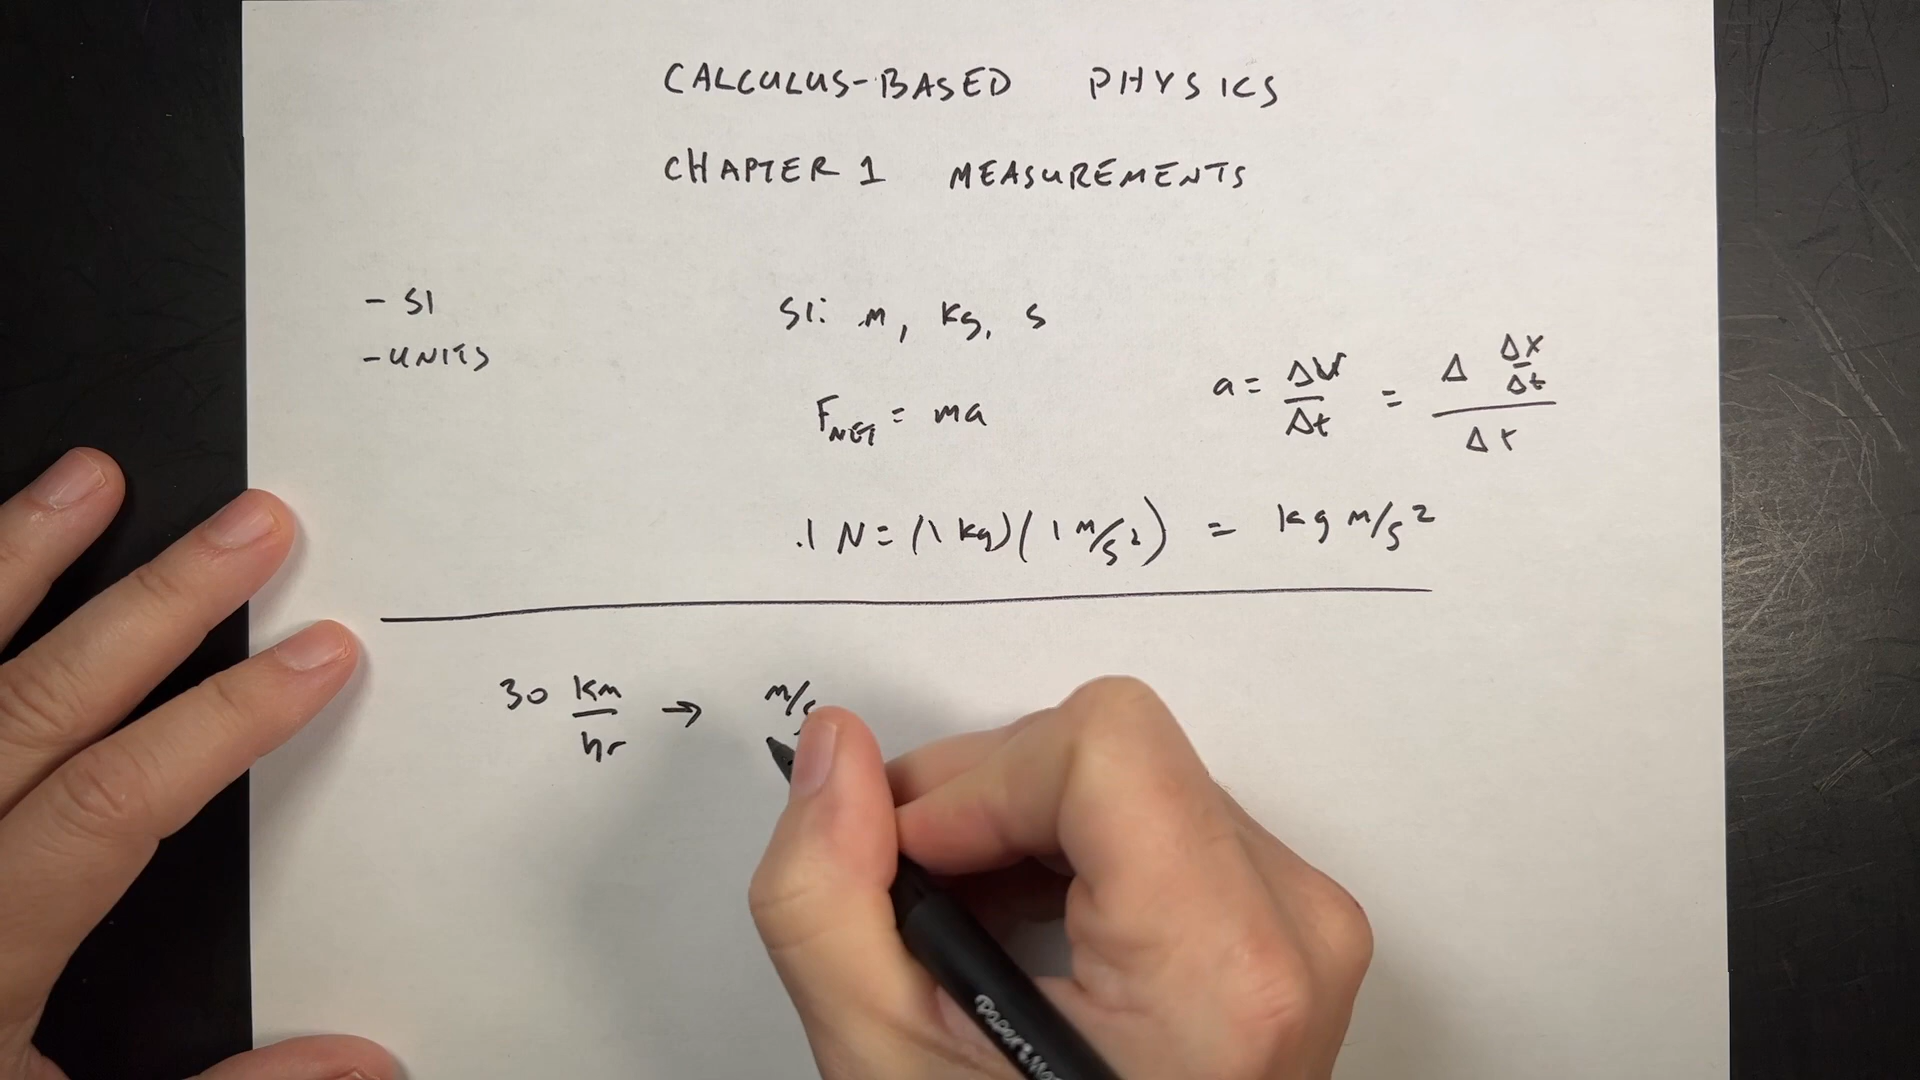 CALCULUS-BASED PHYSICS
CHAPTER 1 MEASUREMENTS
- SI
- UNITS
SI: m, kg, s
F_NET = ma
a = Δv/Δt = Δ Δx/Δt / Δt
.1 N = (1 kg)(1 m/s²) = kg m/s²
30 km/hr → m/s